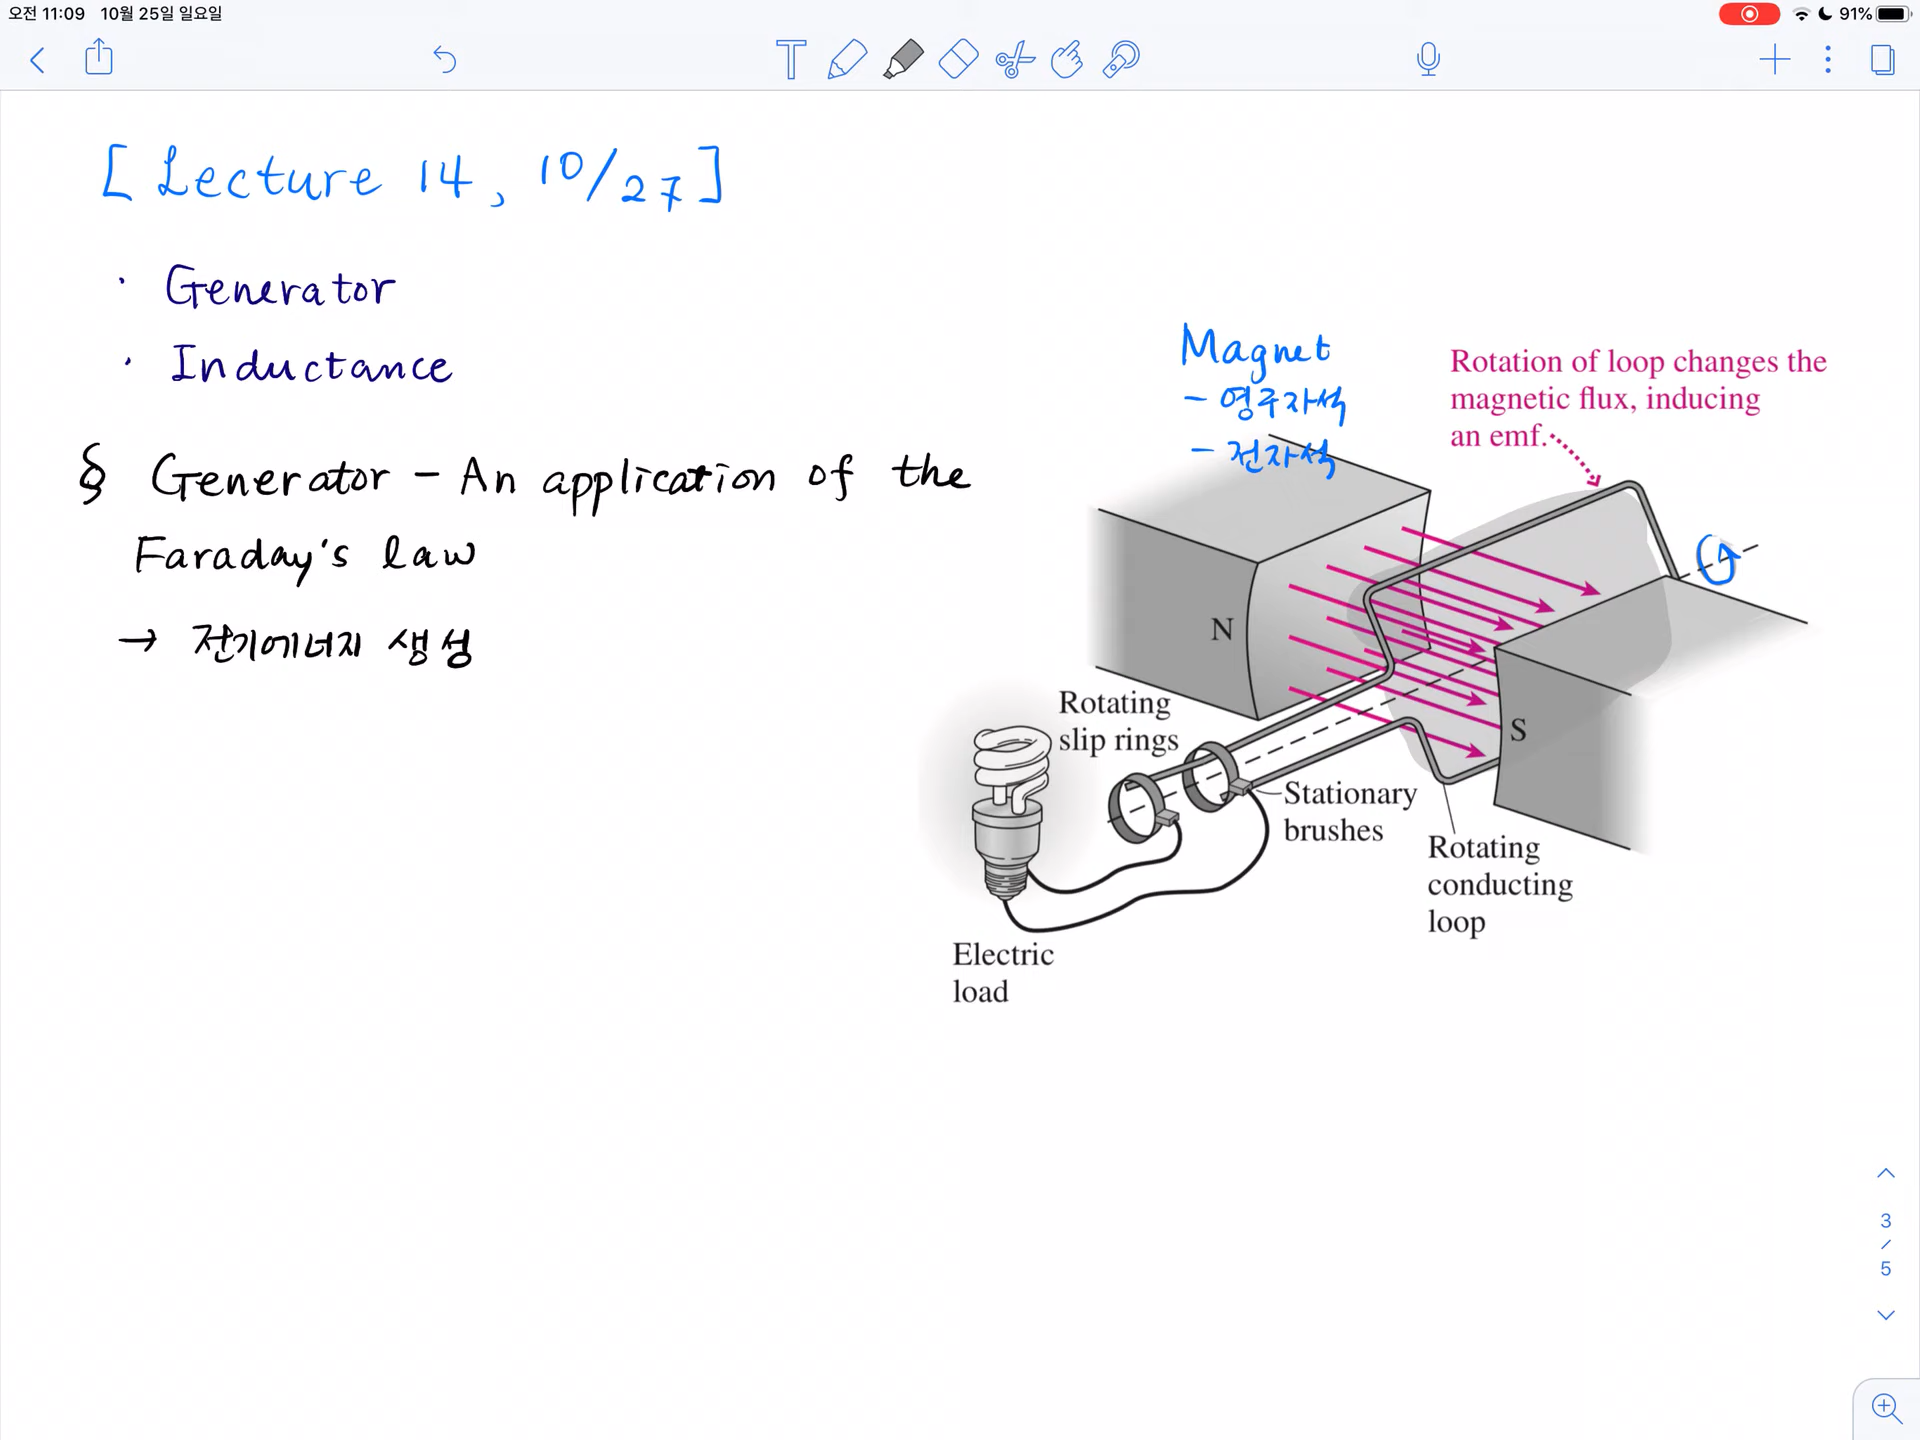 오전 11:09 10월 25일 일요일
91%
[ Lecture 14, 10/27 ]
· Generator
· Inductance
§ Generator - An application of the
Faraday's law
→ 전기에너지 생성
Magnet
- 영구자석
- 전자석
Rotation of loop changes the
magnetic flux, inducing
an emf.
N
S
Rotating
slip rings
Stationary
brushes
Rotating
conducting
loop
Electric
load
3
/
5